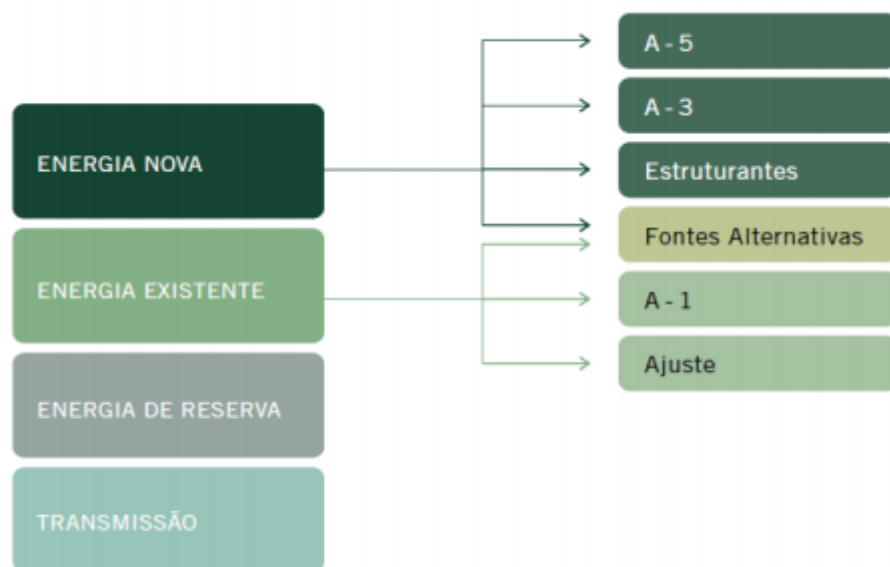 ENERGIA NOVA
ENERGIA EXISTENTE
ENERGIA DE RESERVA
TRANSMISSÃO
A - 5
A - 3
Estruturantes
Fontes Alternativas
A - 1
Ajuste